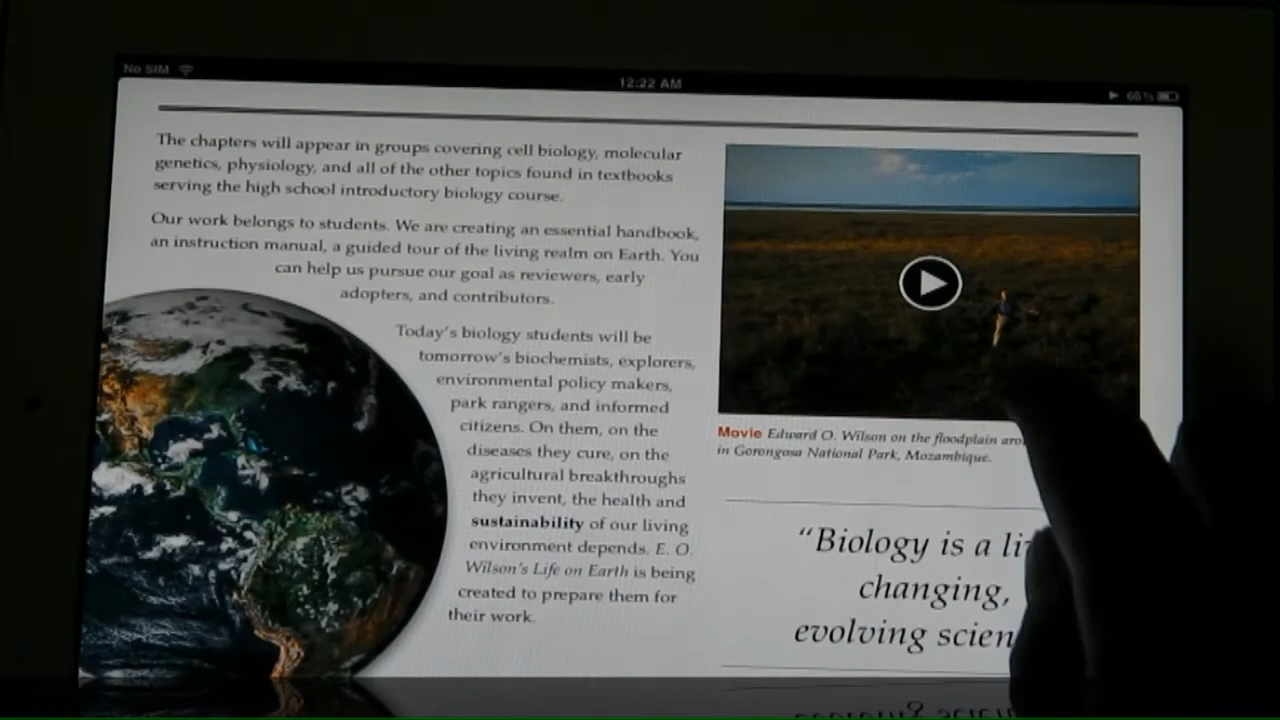 No SIM
12:22 AM
66%
The chapters will appear in groups covering cell biology, molecular
genetics, physiology, and all of the other topics found in textbooks
serving the high school introductory biology course.
Our work belongs to students. We are creating an essential handbook,
an instruction manual, a guided tour of the living realm on Earth. You
can help us pursue our goal as reviewers, early
adopters, and contributors.
Today's biology students will be
tomorrow's biochemists, explorers,
environmental policy makers,
park rangers, and informed
citizens. On them, on the
diseases they cure, on the
agricultural breakthroughs
they invent, the health and
sustainability of our living
environment depends. E. O.
Wilson's Life on Earth is being
created to prepare them for
their work.
Movie Edward O. Wilson on the floodplain
in Gorongosa National Park, Mozambique.
“Biology is a
changing,
evolving